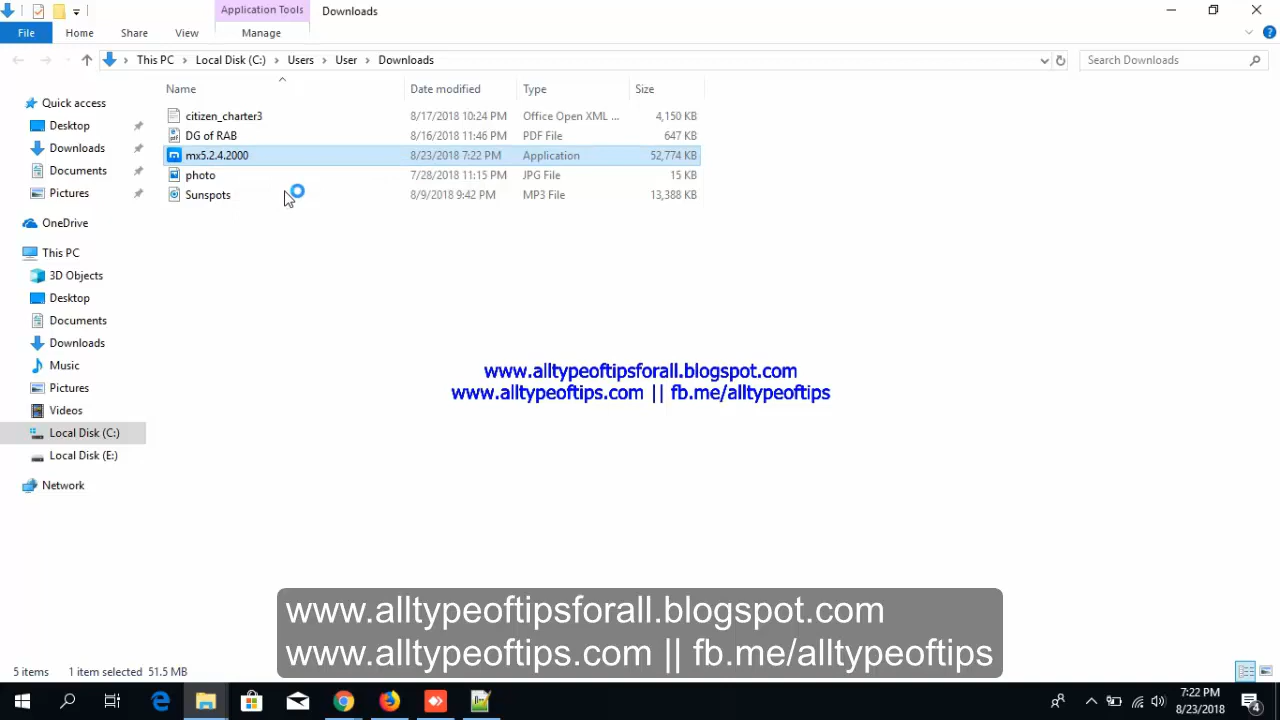 Application Tools
Downloads
File
Home
Share
View
Manage
This PC
Local Disk (C:)
Users
User
Downloads
Search Downloads
Name
Date modified
Type
Size
citizen_charter3 8/17/2018 10:24 PM Office Open XML ... 4,150 KB
DG of RAB 8/16/2018 11:46 PM PDF File 647 KB
mx5.2.4.2000 8/23/2018 7:22 PM Application 52,774 KB
photo 7/28/2018 11:15 PM JPG File 15 KB
Sunspots 8/9/2018 9:42 PM MP3 File 13,388 KB
Quick access
Desktop
Downloads
Documents
Pictures
OneDrive
This PC
3D Objects
Desktop
Documents
Downloads
Music
Pictures
Videos
Local Disk (C:)
Local Disk (E:)
Network
www.alltypeoftipsforall.blogspot.com
www.alltypeoftips.com || fb.me/alltypeoftips
www.alltypeoftipsforall.blogspot.com
www.alltypeoftips.com || fb.me/alltypeoftips
5 items
1 item selected 51.5 MB
7:22 PM
8/23/2018
4